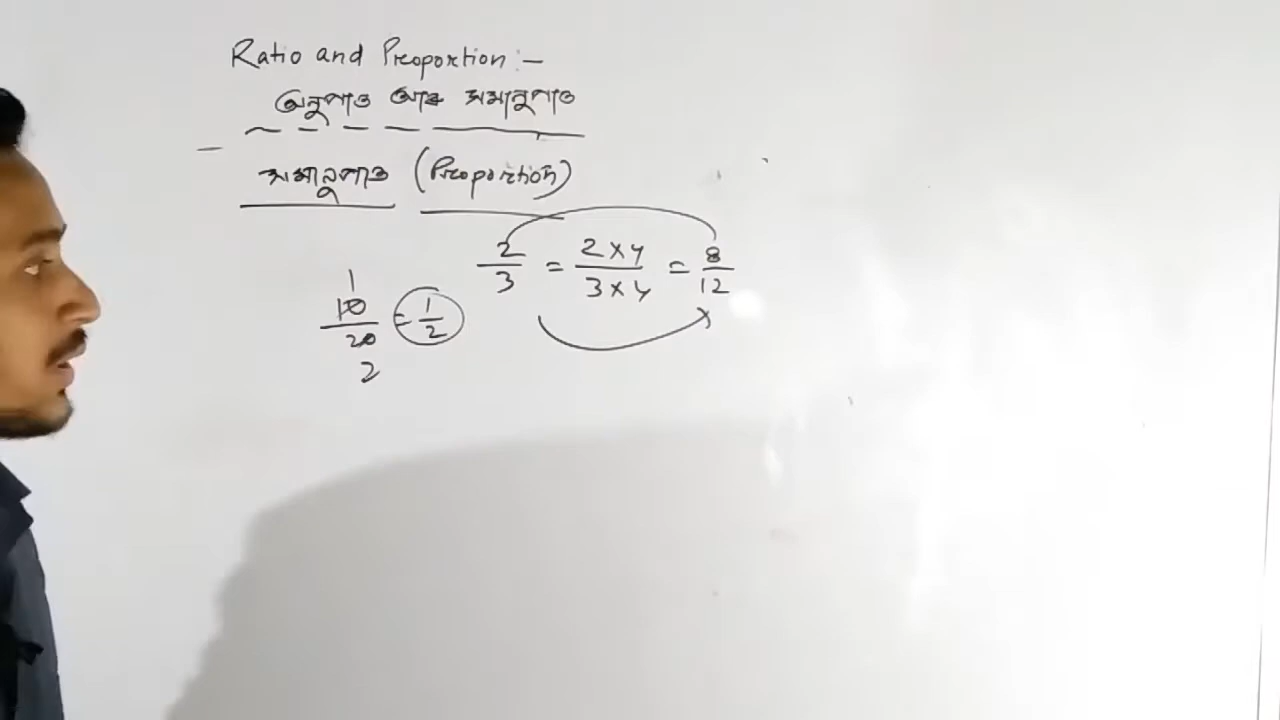 Ratio and Proportion :-
অনুপাত আৰু সমানুপাত
সমানুপাত (Proportion)
2/3 = 2×4/3×4 = 8/12
1
10/20 = 1/2
2